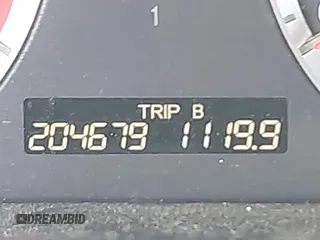 1
TRIP B
204679 1119.9
DREAMBID